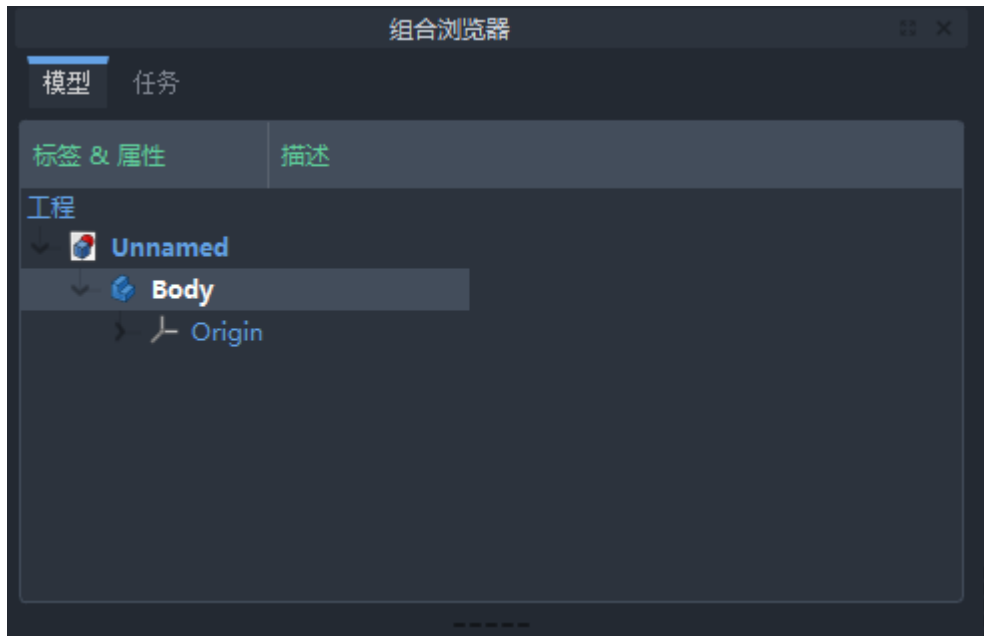 组合浏览器
模型 任务
标签 & 属性 描述
工程
Unnamed
Body
Origin